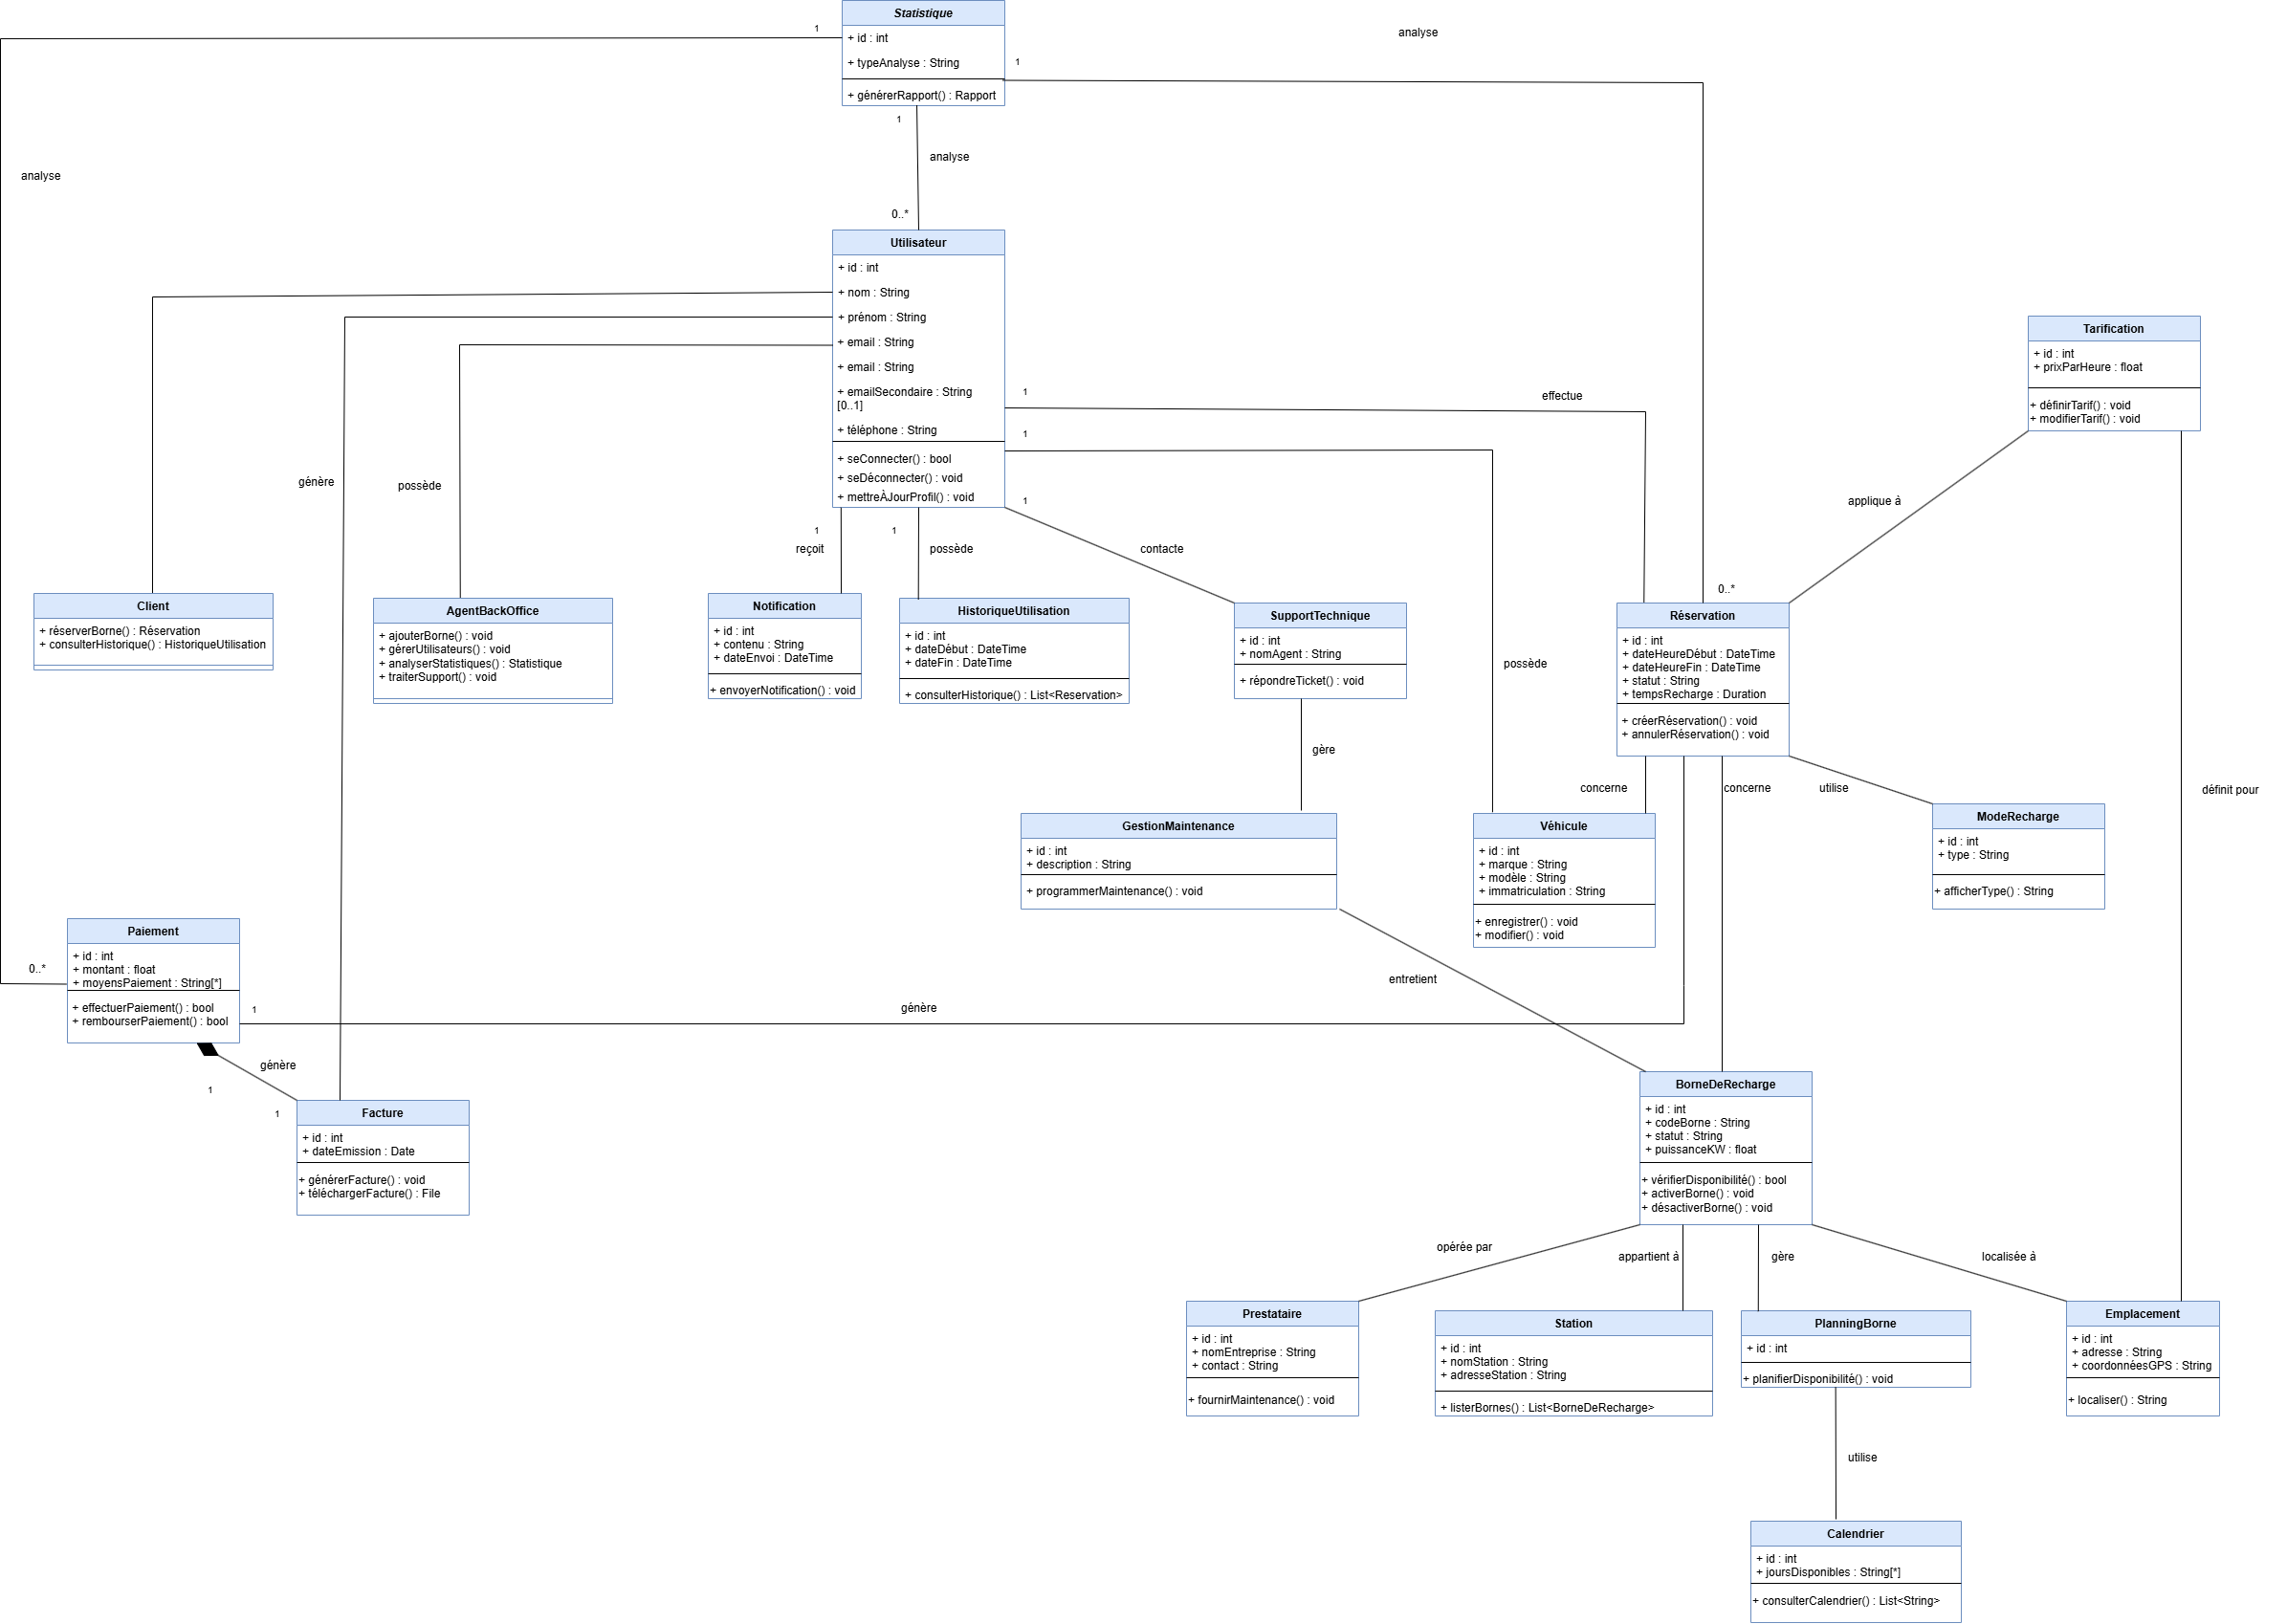 Statistique
+ id : int
+ typeAnalyse : String
+ générerRapport() : Rapport
1
1
analyse
1
analyse
analyse
0..*
Utilisateur
+ id : int
+ nom : String
+ prénom : String
+ email : String
+ email : String
+ emailSecondaire : String
[0..1]
+ téléphone : String
+ seConnecter() : bool
+ seDéconnecter() : void
+ mettreÀJourProfil() : void
1
effectue
1
1
Tarification
+ id : int
+ prixParHeure : float
+ définirTarif() : void
+ modifierTarif() : void
génère
possède
applique à
1
reçoit
1
possède
contacte
0..*
Client
+ réserverBorne() : Réservation
+ consulterHistorique() : HistoriqueUtilisation
AgentBackOffice
+ ajouterBorne() : void
+ gérerUtilisateurs() : void
+ analyserStatistiques() : Statistique
+ traiterSupport() : void
Notification
+ id : int
+ contenu : String
+ dateEnvoi : DateTime
+ envoyerNotification() : void
HistoriqueUtilisation
+ id : int
+ dateDébut : DateTime
+ dateFin : DateTime
+ consulterHistorique() : List<Reservation>
SupportTechnique
+ id : int
+ nomAgent : String
+ répondreTicket() : void
possède
Réservation
+ id : int
+ dateHeureDébut : DateTime
+ dateHeureFin : DateTime
+ statut : String
+ tempsRecharge : Duration
+ créerRéservation() : void
+ annulerRéservation() : void
gère
concerne
concerne
utilise
définit pour
GestionMaintenance
+ id : int
+ description : String
+ programmerMaintenance() : void
Véhicule
+ id : int
+ marque : String
+ modèle : String
+ immatriculation : String
+ enregistrer() : void
+ modifier() : void
ModeRecharge
+ id : int
+ type : String
+ afficherType() : String
0..*
Paiement
+ id : int
+ montant : float
+ moyensPaiement : String[*]
+ effectuerPaiement() : bool
+ rembourserPaiement() : bool
1
génère
entretient
génère
1
1
Facture
+ id : int
+ dateEmission : Date
+ générerFacture() : void
+ téléchargerFacture() : File
BorneDeRecharge
+ id : int
+ codeBorne : String
+ statut : String
+ puissanceKW : float
+ vérifierDisponibilité() : bool
+ activerBorne() : void
+ désactiverBorne() : void
opérée par
appartient à
gère
localisée à
Prestataire
+ id : int
+ nomEntreprise : String
+ contact : String
+ fournirMaintenance() : void
Station
+ id : int
+ nomStation : String
+ adresseStation : String
+ listerBornes() : List<BorneDeRecharge>
PlanningBorne
+ id : int
+ planifierDisponibilité() : void
Emplacement
+ id : int
+ adresse : String
+ coordonnéesGPS : String
+ localiser() : String
utilise
Calendrier
+ id : int
+ joursDisponibles : String[*]
+ consulterCalendrier() : List<String>